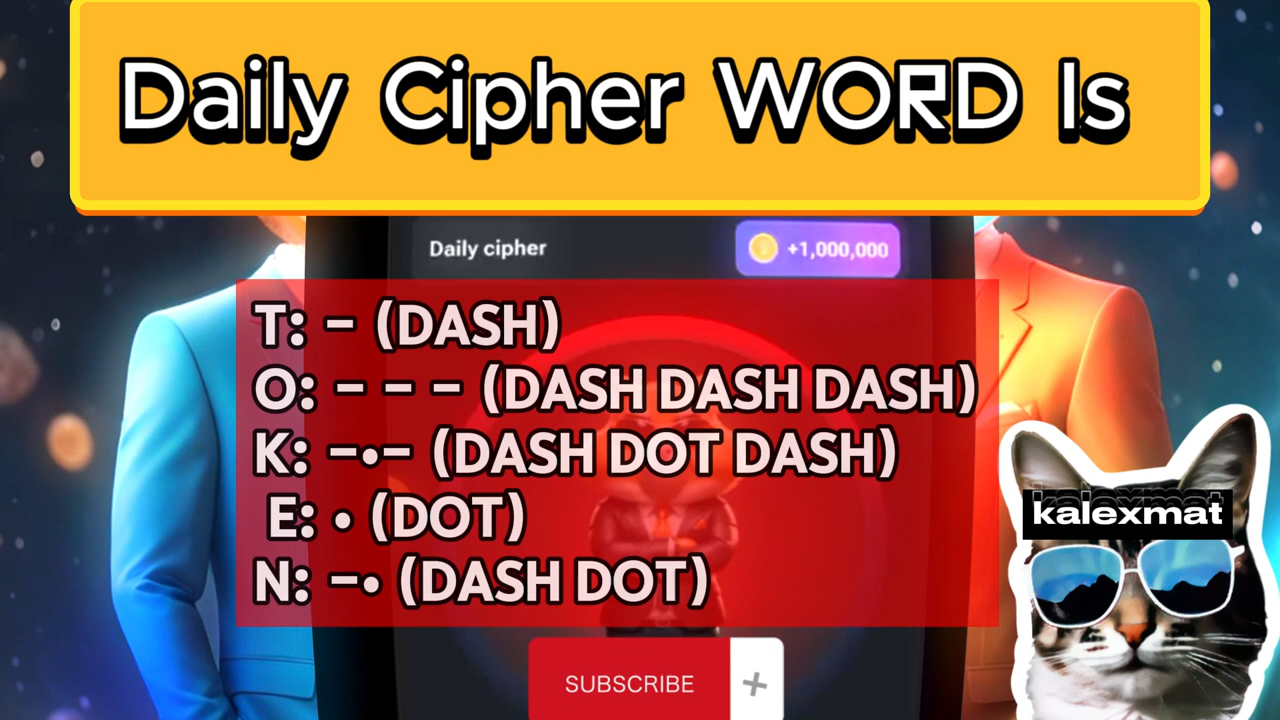 Daily Cipher WORD Is
Daily cipher
+1,000,000
T: – (DASH)
O: – – – (DASH DASH DASH)
K: –•– (DASH DOT DASH)
E: • (DOT)
N: –• (DASH DOT)
kalexmat
SUBSCRIBE +